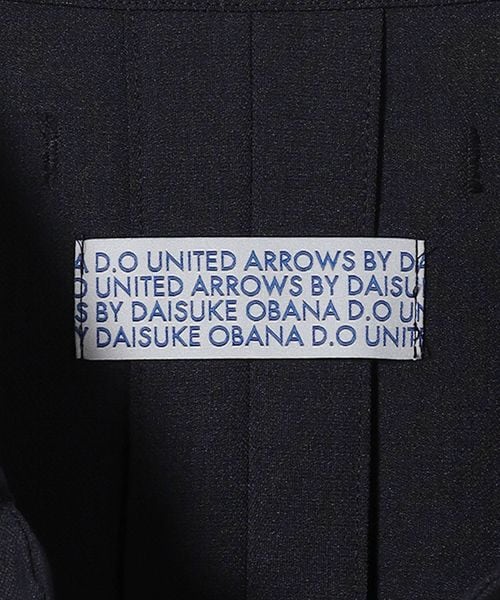 A D.O UNITED ARROWS BY DA
O UNITED ARROWS BY DAISU
S BY DAISUKE OBANA D.O U
Y DAISUKE OBANA D.O UNIT